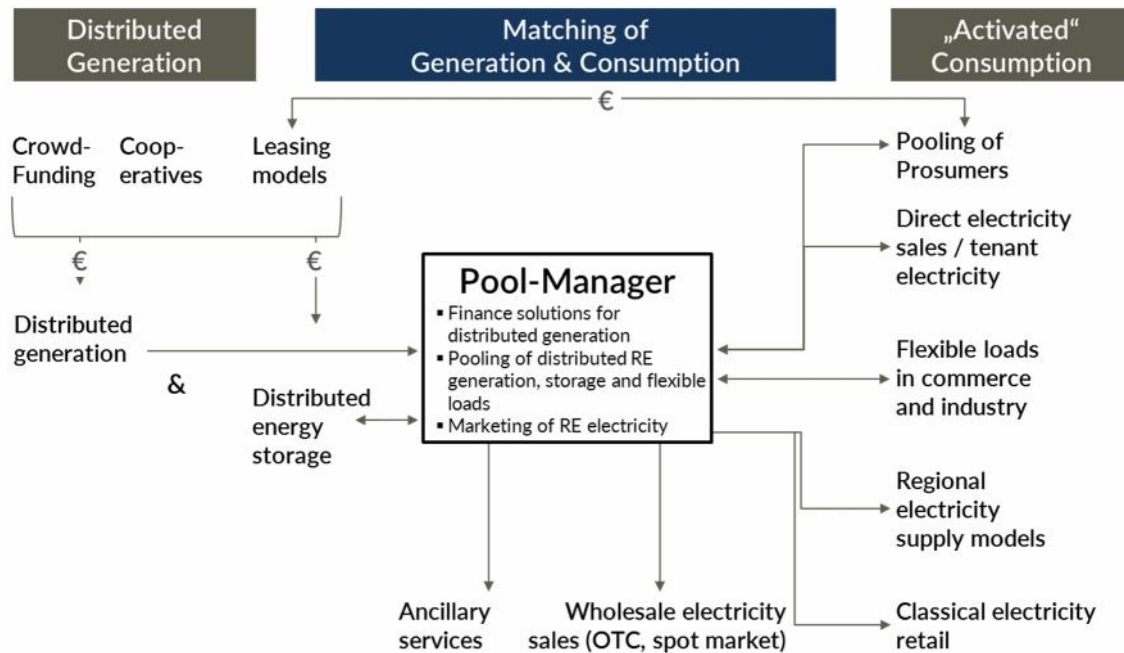 Distributed
Generation
Matching of
Generation & Consumption
„Activated“
Consumption
€
Crowd-
Funding
Coop-
eratives
Leasing
models
€
€
Distributed
generation
&
Distributed
energy
storage
Pool-Manager
▪ Finance solutions for
distributed generation
▪ Pooling of distributed RE
generation, storage and flexible
loads
▪ Marketing of RE electricity
Pooling of
Prosumers
Direct electricity
sales / tenant
electricity
Flexible loads
in commerce
and industry
Regional
electricity
supply models
Ancillary
services
Wholesale electricity
sales (OTC, spot market)
Classical electricity
retail